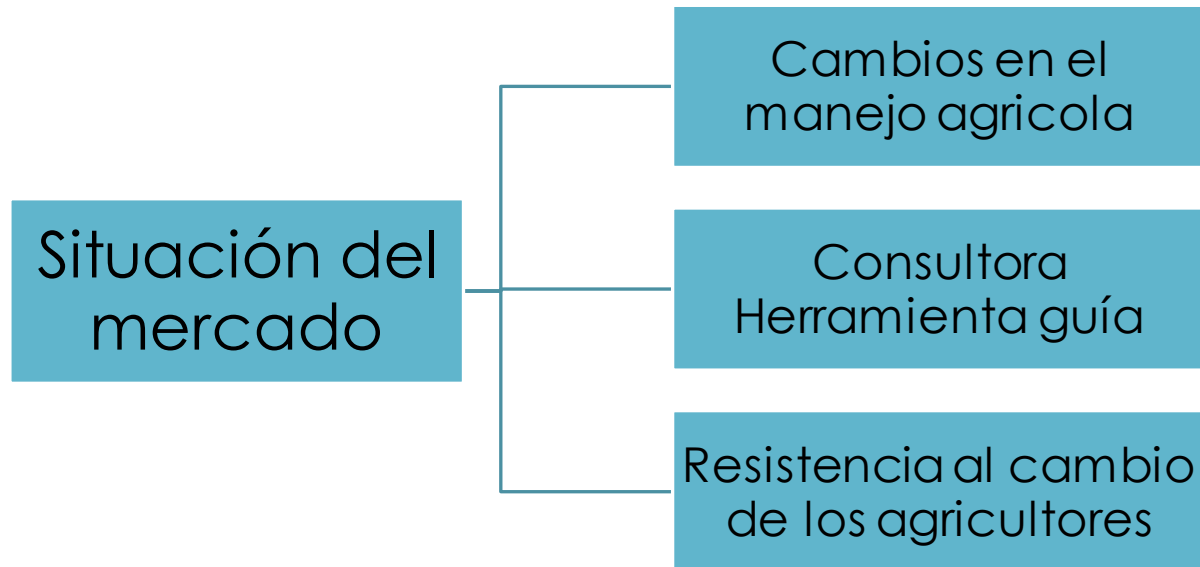 Situación del
mercado
Cambios en el
manejo agricola
Consultora
Herramienta guía
Resistencia al cambio
de los agricultores